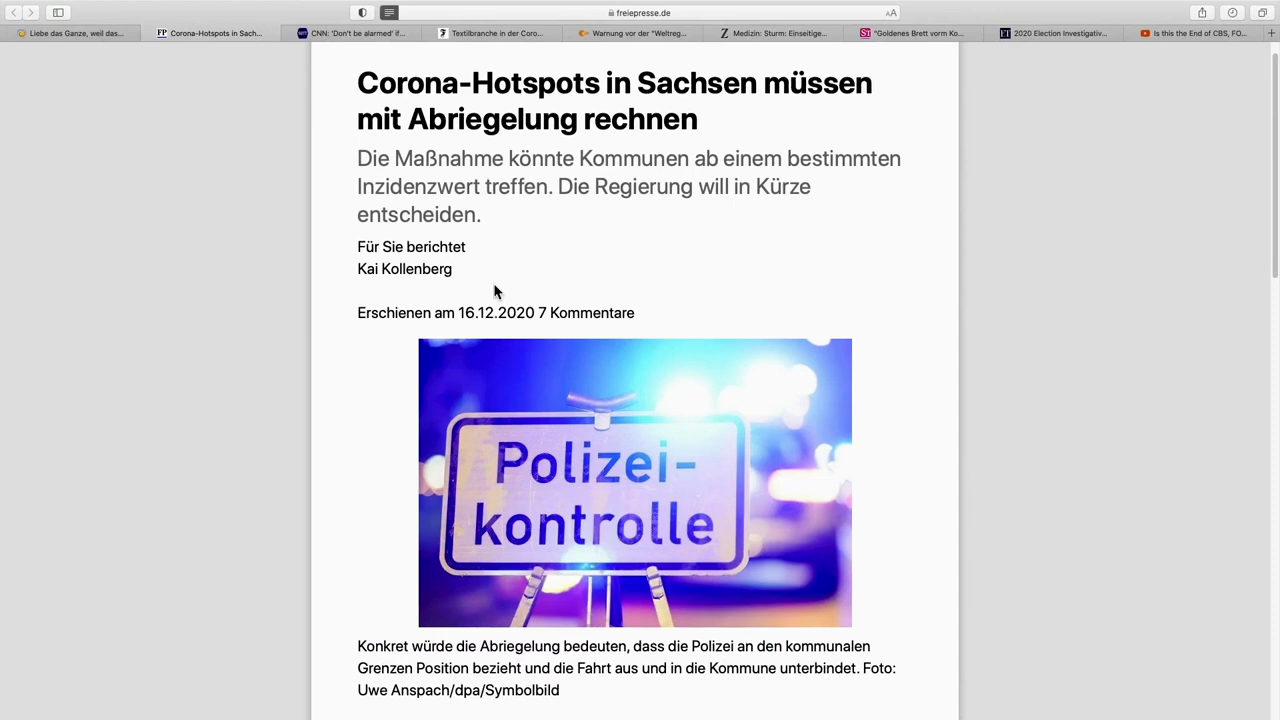 freiepresse.de
AA
Liebe das Ganze, weil das...
FP Corona-Hotspots in Sach...
CNN: 'Don't be alarmed' if...
Textilbranche in der Coro...
Warnung vor der "Weltreg...
Z Medizin: Sturm: Einseitige...
ST "Goldenes Brett vorm Ko...
ET 2020 Election Investigativ...
Is this the End of CBS, FO...
Corona-Hotspots in Sachsen müssen
mit Abriegelung rechnen
Die Maßnahme könnte Kommunen ab einem bestimmten
Inzidenzwert treffen. Die Regierung will in Kürze
entscheiden.
Für Sie berichtet
Kai Kollenberg
Erschienen am 16.12.2020 7 Kommentare
Polizei-
kontrolle
Konkret würde die Abriegelung bedeuten, dass die Polizei an den kommunalen
Grenzen Position bezieht und die Fahrt aus und in die Kommune unterbindet. Foto:
Uwe Anspach/dpa/Symbolbild